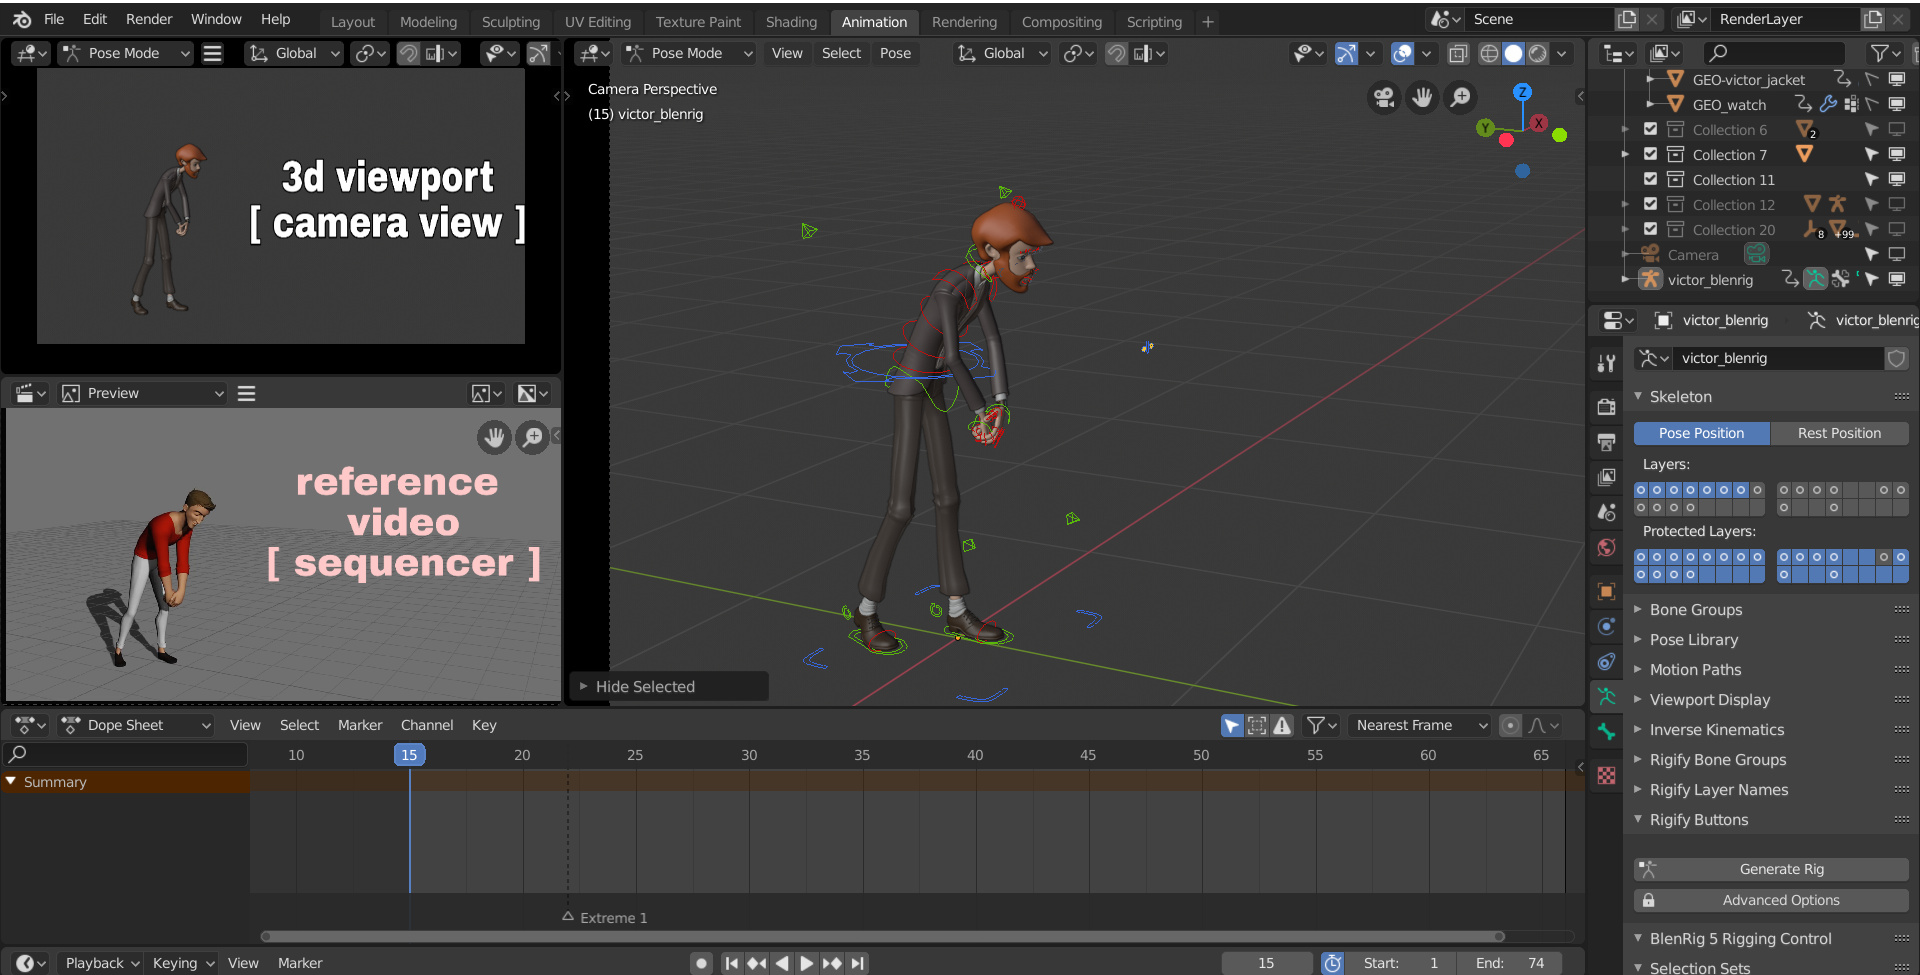 File Edit Render Window Help Layout Modeling Sculpting UV Editing Texture Paint Shading Animation Rendering Compositing Scripting + Scene RenderLayer
Pose Mode Global
Pose Mode View Select Pose Global
3d viewport
[ camera view ]
Preview
reference
video
[ sequencer ]
Camera Perspective
(15) victor_blenrig
Z
Y
X
Hide Selected
GEO-victor_jacket
GEO_watch
Collection 6 2
Collection 7
Collection 11
Collection 12
Collection 20 8 +99
Camera
victor_blenrig
victor_blenrig victor_blenrig
victor_blenrig
Skeleton
Pose Position Rest Position
Layers:
Protected Layers:
Bone Groups
Pose Library
Motion Paths
Viewport Display
Inverse Kinematics
Rigify Bone Groups
Rigify Layer Names
Rigify Buttons
Generate Rig
Advanced Options
BlenRig 5 Rigging Control
Selection Sets
Dope Sheet View Select Marker Channel Key Nearest Frame
10 15 20 25 30 35 40 45 50 55 60 65
Summary
Extreme 1
Playback Keying View Marker 15 Start: 1 End: 74